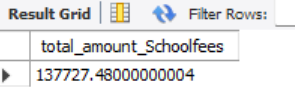 Result Grid Filter Rows:
total_amount_Schoolfees
137727.48000000004